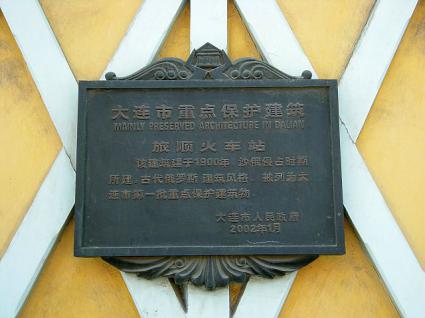 大连市重点保护建筑
MAINLY PRESERVED ARCHITECTURE IN DALIAN
旅顺火车站
该建筑建于1900年 沙俄侵占时期
所建 古代俄罗斯 建筑风格 被列为大
连市第一批重点保护建筑物
大连市人民政府
2002年1月